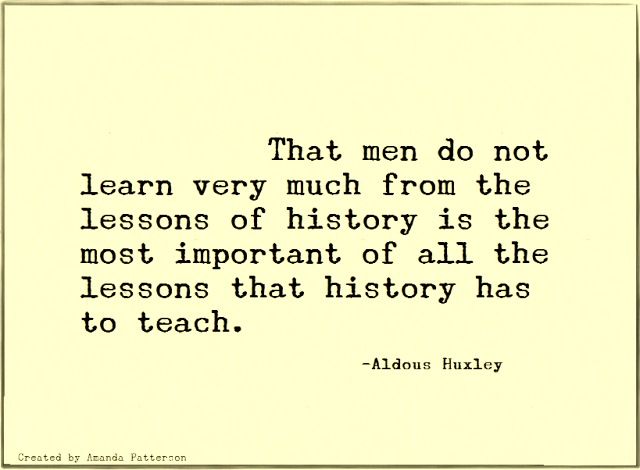 That men do not
learn very much from the
lessons of history is the
most important of all the
lessons that history has
to teach.
-Aldous Huxley
Created by Amanda Patterson